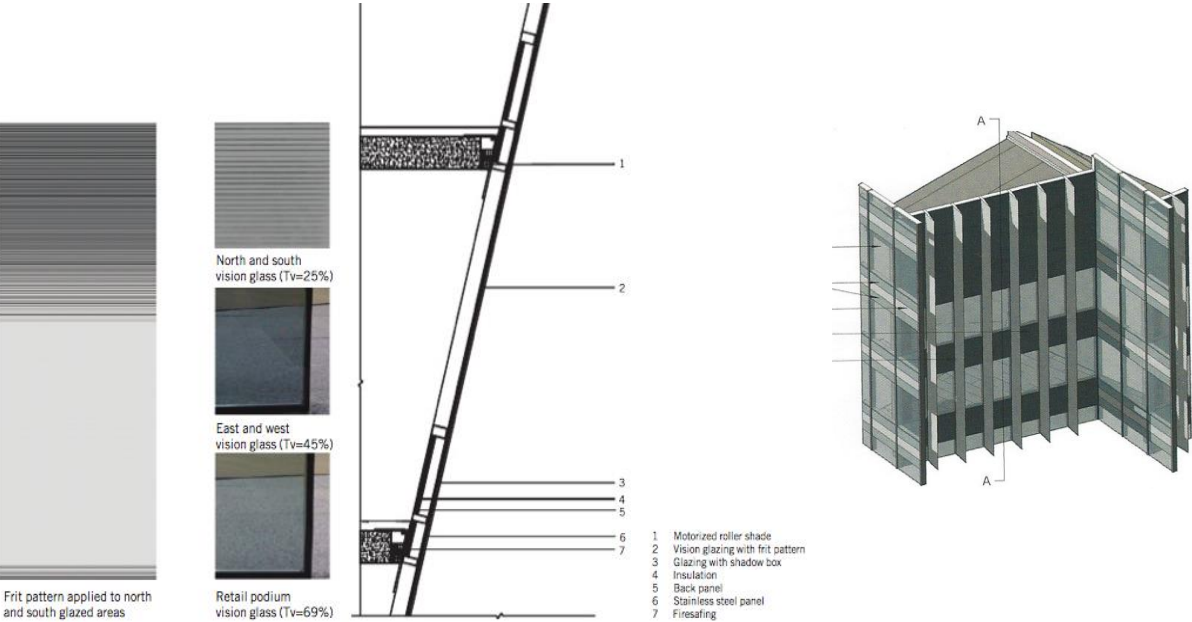 Frit pattern applied to north
and south glazed areas
North and south
vision glass (Tv=25%)
East and west
vision glass (Tv=45%)
Retail podium
vision glass (Tv=69%)
1
2
3
4
5
6
7
1 Motorized roller shade
2 Vision glazing with frit pattern
3 Glazing with shadow box
4 Insulation
5 Back panel
6 Stainless steel panel
7 Firesafing
A
A